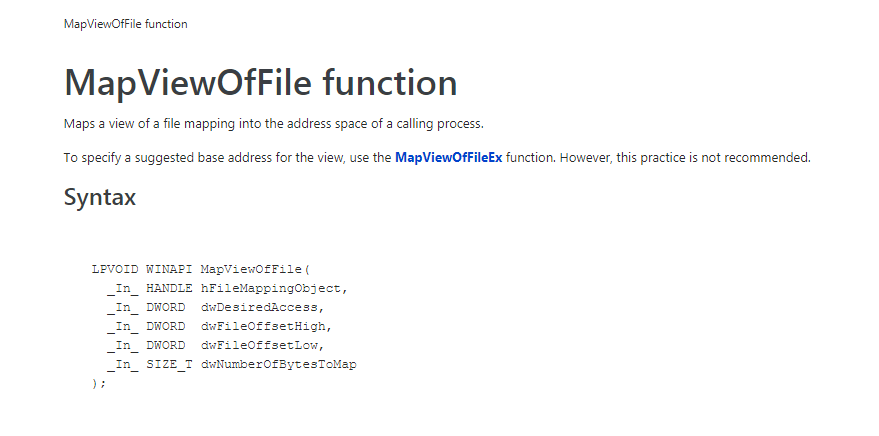 MapViewOfFile function
MapViewOfFile function
Maps a view of a file mapping into the address space of a calling process.
To specify a suggested base address for the view, use the MapViewOfFileEx function. However, this practice is not recommended.
Syntax
LPVOID WINAPI MapViewOfFile(
  _In_ HANDLE hFileMappingObject,
  _In_ DWORD  dwDesiredAccess,
  _In_ DWORD  dwFileOffsetHigh,
  _In_ DWORD  dwFileOffsetLow,
  _In_ SIZE_T dwNumberOfBytesToMap
);